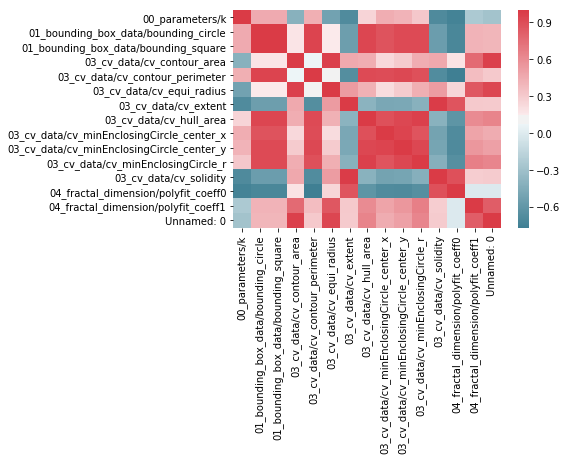 00_parameters/k
01_bounding_box_data/bounding_circle
01_bounding_box_data/bounding_square
03_cv_data/cv_contour_area
03_cv_data/cv_contour_perimeter
03_cv_data/cv_equi_radius
03_cv_data/cv_extent
03_cv_data/cv_hull_area
03_cv_data/cv_minEnclosingCircle_center_x
03_cv_data/cv_minEnclosingCircle_center_y
03_cv_data/cv_minEnclosingCircle_r
03_cv_data/cv_solidity
04_fractal_dimension/polyfit_coeff0
04_fractal_dimension/polyfit_coeff1
Unnamed: 0
00_parameters/k
01_bounding_box_data/bounding_circle
01_bounding_box_data/bounding_square
03_cv_data/cv_contour_area
03_cv_data/cv_contour_perimeter
03_cv_data/cv_equi_radius
03_cv_data/cv_extent
03_cv_data/cv_hull_area
03_cv_data/cv_minEnclosingCircle_center_x
03_cv_data/cv_minEnclosingCircle_center_y
03_cv_data/cv_minEnclosingCircle_r
03_cv_data/cv_solidity
04_fractal_dimension/polyfit_coeff0
04_fractal_dimension/polyfit_coeff1
Unnamed: 0
0.9
0.6
0.3
0.0
−0.3
−0.6